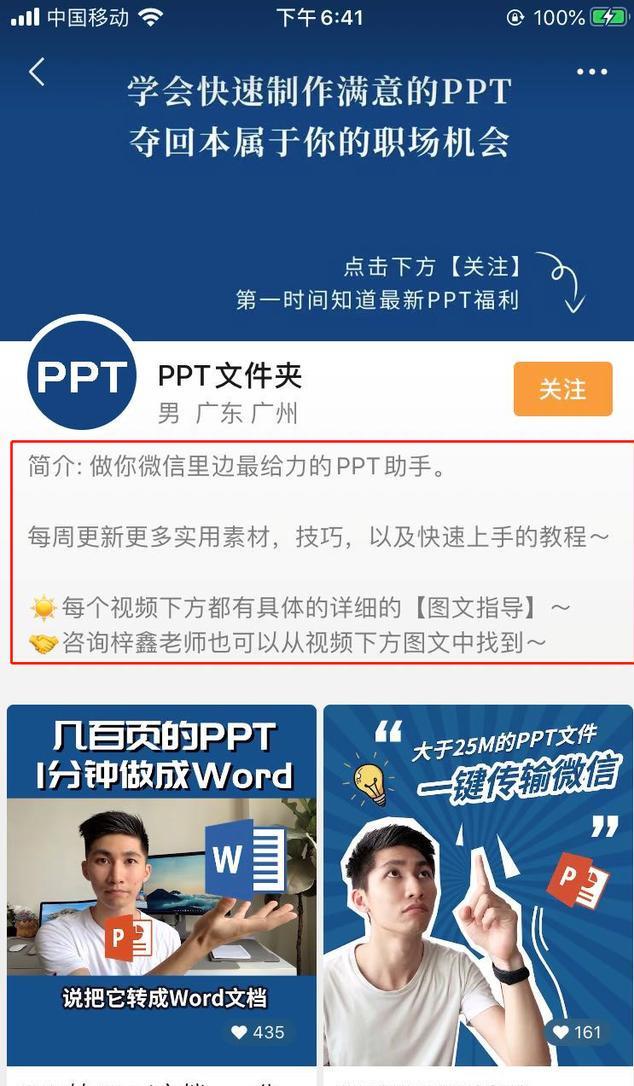 中国移动 下午6:41 100%
学会快速制作满意的PPT
夺回本属于你的职场机会
点击下方【关注】
第一时间知道最新PPT福利
PPT
PPT文件夹
男 广东 广州
关注
简介: 做你微信里边最给力的PPT助手。
每周更新更多实用素材，技巧，以及快速上手的教程～
☀️每个视频下方都有具体的详细的【图文指导】～
🤝咨询梓鑫老师也可以从视频下方图文中找到～
几百页的PPT
1分钟做成Word
W
P
说把它转成Word文档
435
“
大于25M的PPT文件
一键传输微信
”
P
161